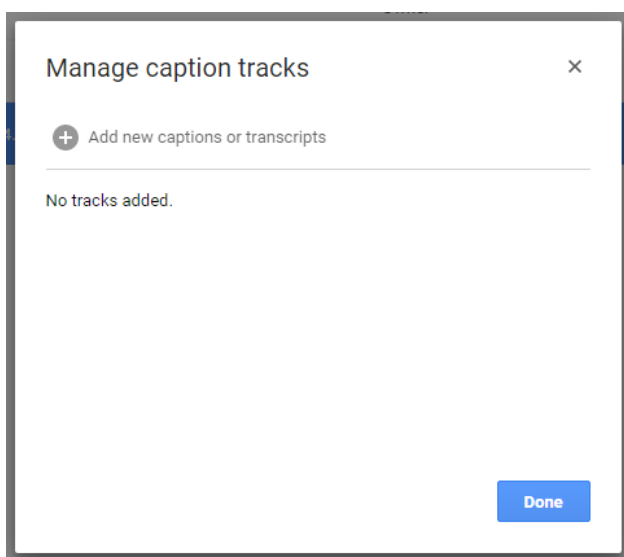 Manage caption tracks
Add new captions or transcripts
No tracks added.
Done